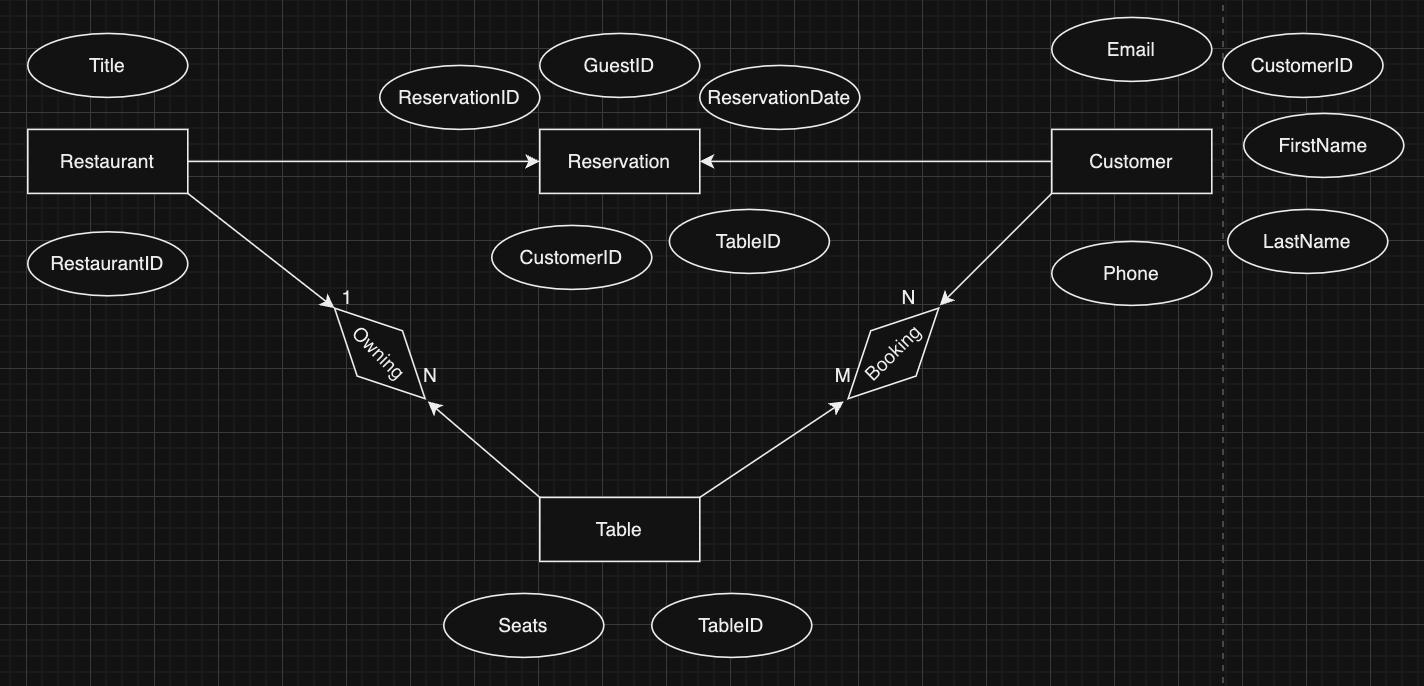 Title
ReservationID
GuestID
ReservationDate
Email
CustomerID
Restaurant
Reservation
Customer
FirstName
RestaurantID
CustomerID
TableID
Phone
LastName
1
Owning
N
N
Booking
M
Table
Seats
TableID